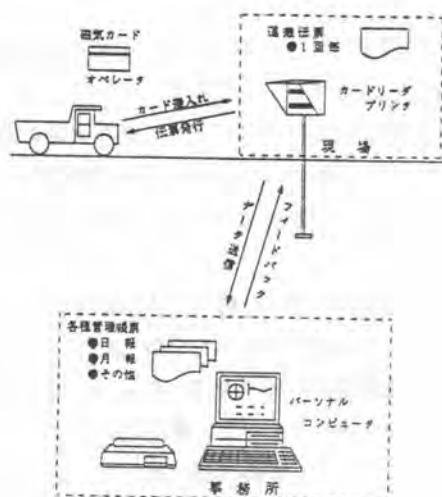 磁気カード
オペレータ
運搬伝票
●1回毎
カードリーダ
プリンタ
カード挿入れ
伝票発行
現場
データ送信
フィードバック
各種管理帳票
●日報
●月報
●その他
パーソナル
コンピュータ
事務所